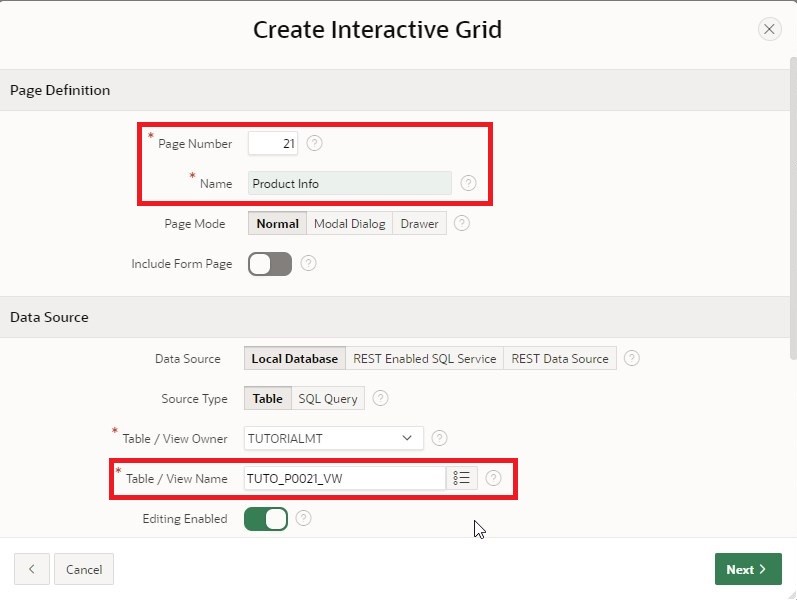 Create Interactive Grid
Page Definition
* Page Number 21 ?
* Name Product Info ?
Page Mode Normal Modal Dialog Drawer ?
Include Form Page ?
Data Source
Data Source Local Database REST Enabled SQL Service REST Data Source ?
Source Type Table SQL Query ?
* Table / View Owner TUTORIALMT ?
* Table / View Name TUTO_P0021_VW ?
Editing Enabled ?
Cancel Next